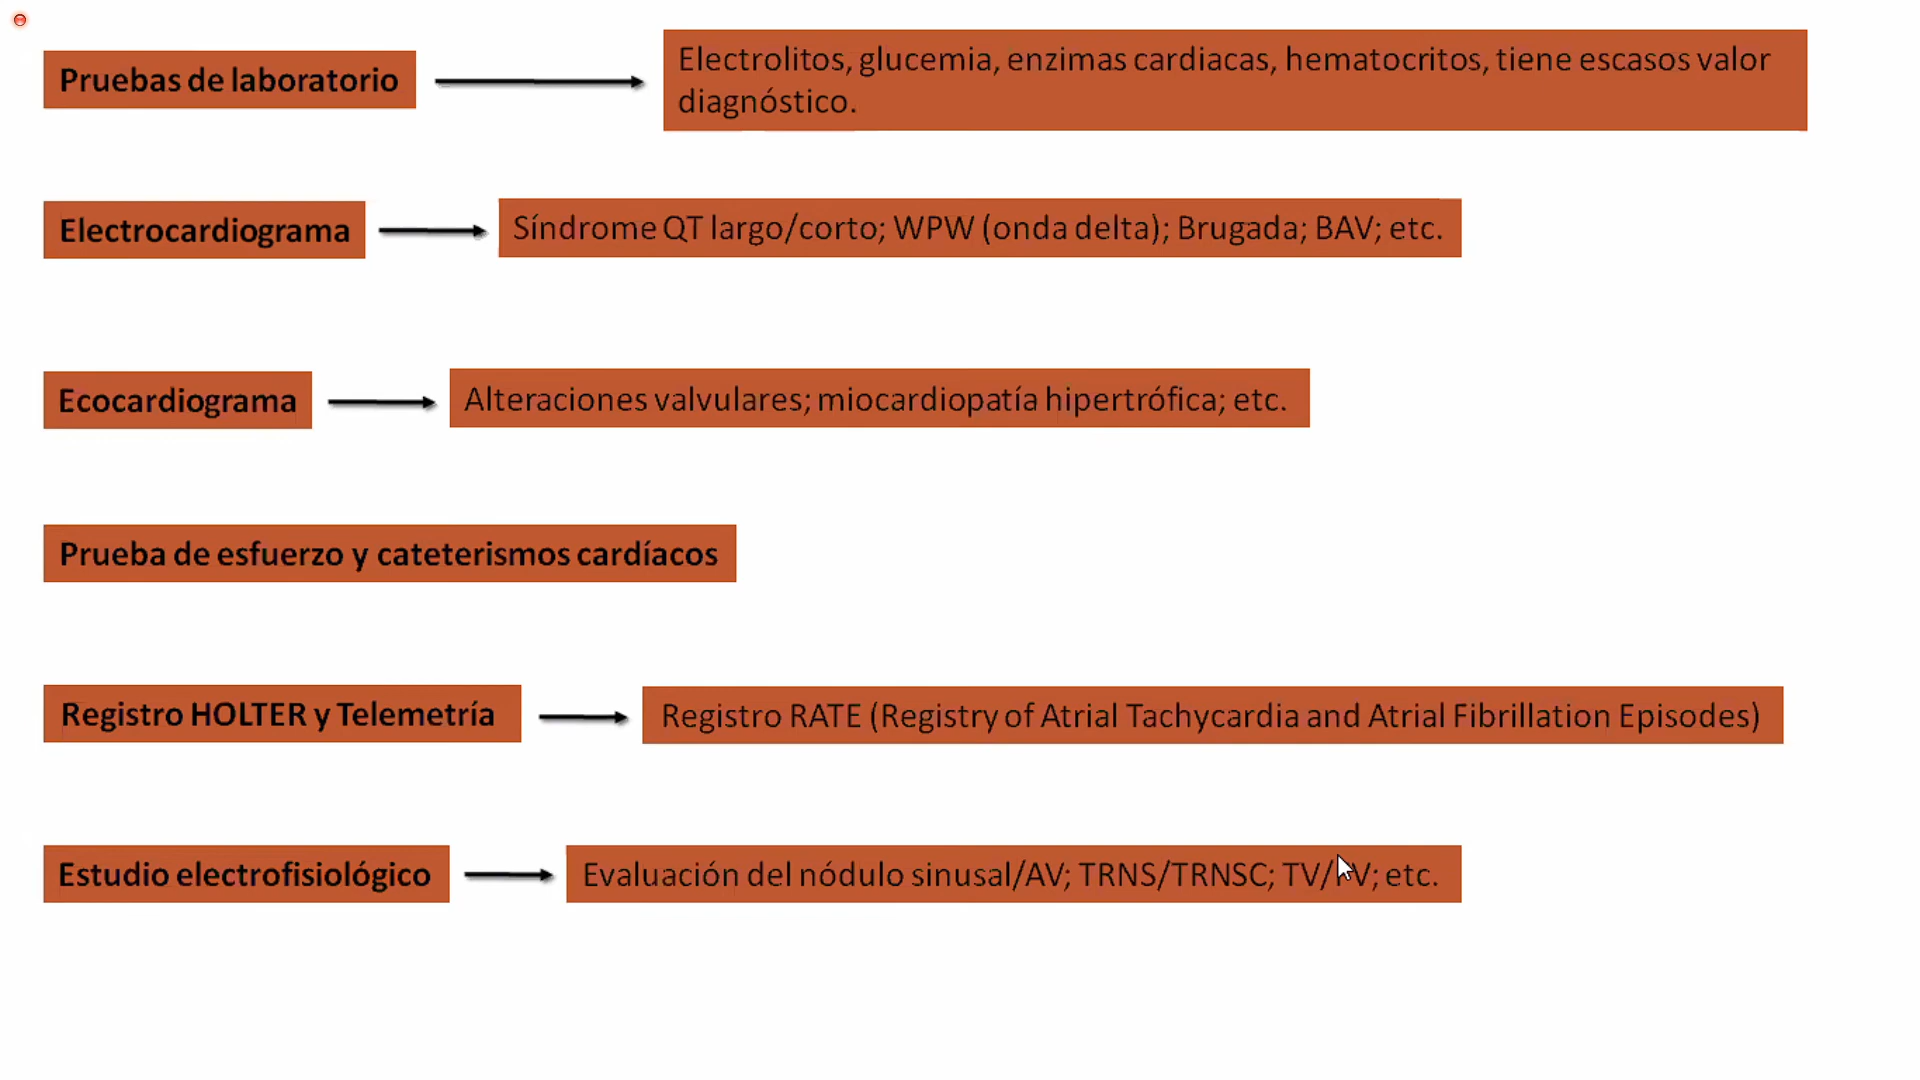 Pruebas de laboratorio
Electrolitos, glucemia, enzimas cardiacas, hematocritos, tiene escasos valor
diagnóstico.
Electrocardiograma
Síndrome QT largo/corto; WPW (onda delta); Brugada; BAV; etc.
Ecocardiograma
Alteraciones valvulares; miocardiopatía hipertrófica; etc.
Prueba de esfuerzo y cateterismos cardíacos
Registro HOLTER y Telemetría
Registro RATE (Registry of Atrial Tachycardia and Atrial Fibrillation Episodes)
Estudio electrofisiológico
Evaluación del nódulo sinusal/AV; TRNS/TRNSC; etc.